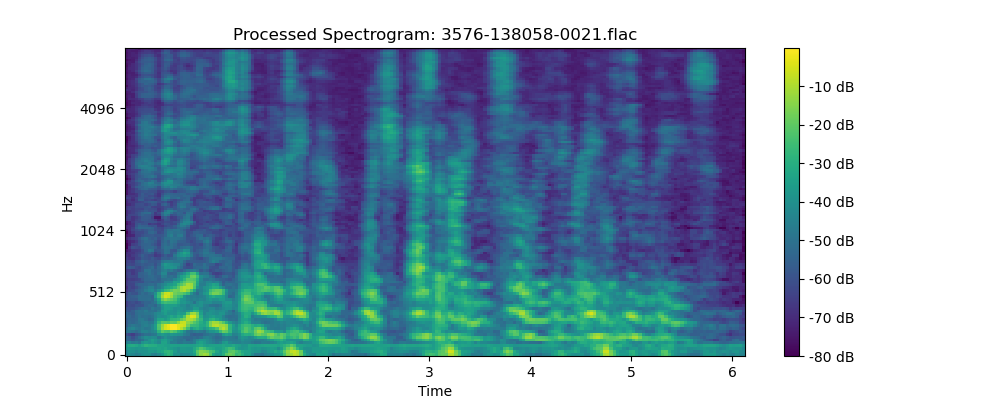 Processed Spectrogram: 3576-138058-0021.flac
Hz
4096
2048
1024
512
0
0 1 2 3 4 5 6
Time
-10 dB
-20 dB
-30 dB
-40 dB
-50 dB
-60 dB
-70 dB
-80 dB